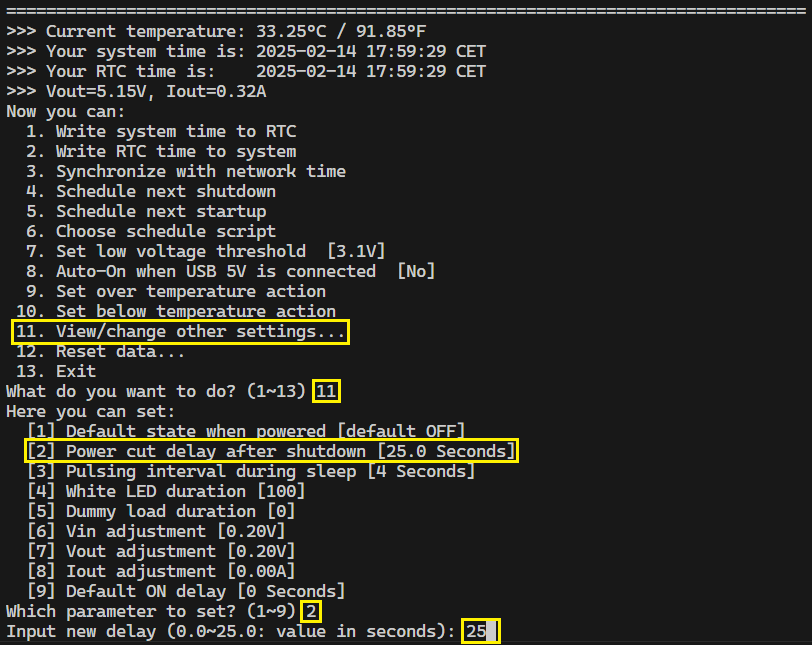 ================================================================================
>>> Current temperature: 33.25°C / 91.85°F
>>> Your system time is: 2025-02-14 17:59:29 CET
>>> Your RTC time is:    2025-02-14 17:59:29 CET
>>> Vout=5.15V, Iout=0.32A
Now you can:
  1. Write system time to RTC
  2. Write RTC time to system
  3. Synchronize with network time
  4. Schedule next shutdown
  5. Schedule next startup
  6. Choose schedule script
  7. Set low voltage threshold  [3.1V]
  8. Auto-On when USB 5V is connected  [No]
  9. Set over temperature action
 10. Set below temperature action
 11. View/change other settings...
 12. Reset data...
 13. Exit
What do you want to do? (1~13) 11
Here you can set:
  [1] Default state when powered [default OFF]
  [2] Power cut delay after shutdown [25.0 Seconds]
  [3] Pulsing interval during sleep [4 Seconds]
  [4] White LED duration [100]
  [5] Dummy load duration [0]
  [6] Vin adjustment [0.20V]
  [7] Vout adjustment [0.20V]
  [8] Iout adjustment [0.00A]
  [9] Default ON delay [0 Seconds]
Which parameter to set? (1~9) 2
Input new delay (0.0~25.0: value in seconds): 25